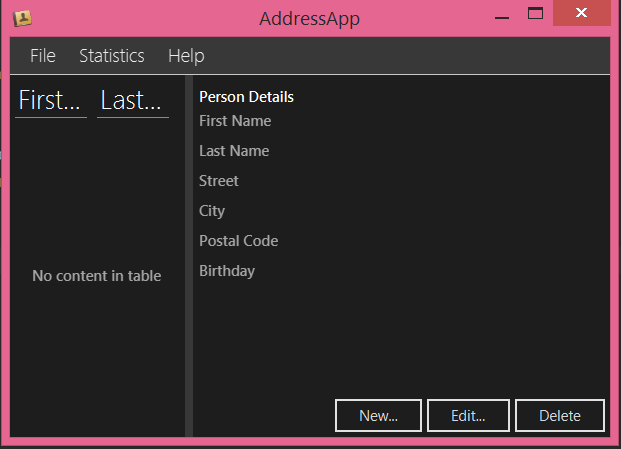 AddressApp
File Statistics Help
First... Last...
Person Details
First Name
Last Name
Street
City
Postal Code
Birthday
No content in table
New... Edit... Delete